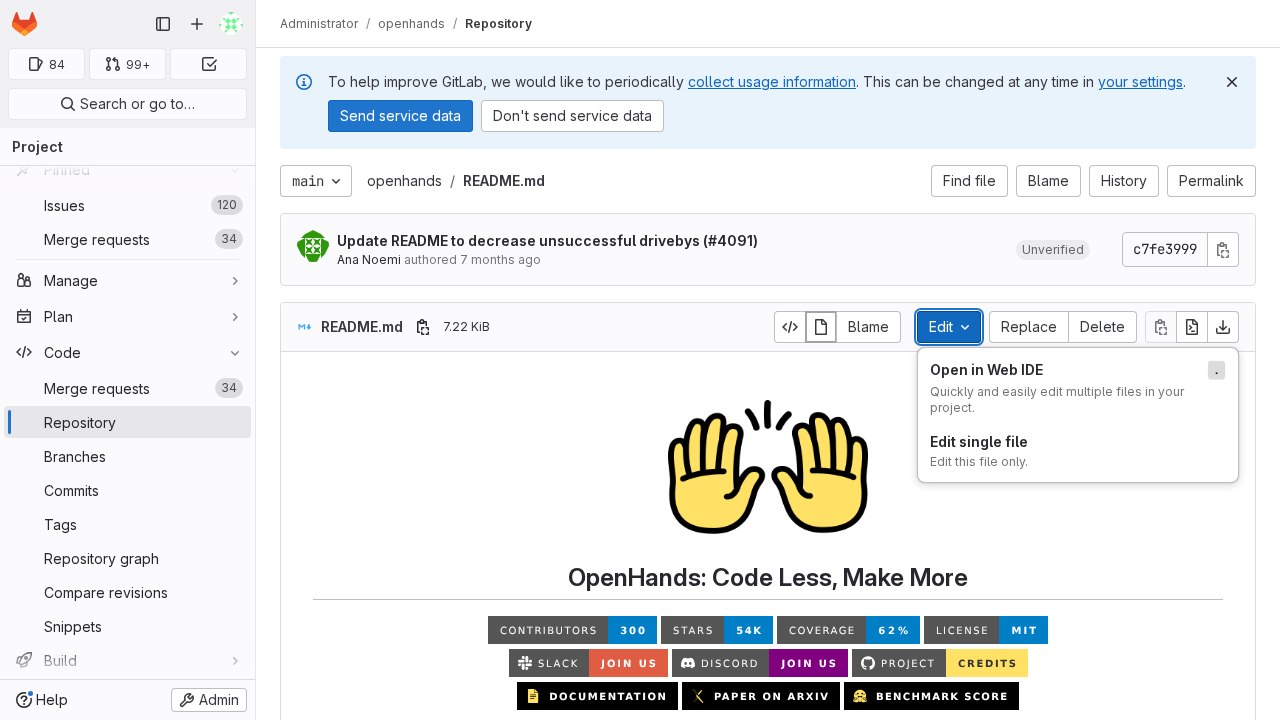 Administrator / openhands / Repository
84
99+
Search or go to…
Project
Pinned
Issues 120
Merge requests 34
Manage
Plan
Code
Merge requests 34
Repository
Branches
Commits
Tags
Repository graph
Compare revisions
Snippets
Build
Help
Admin
To help improve GitLab, we would like to periodically collect usage information. This can be changed at any time in your settings.
Send service data
Don't send service data
main
openhands / README.md
Find file
Blame
History
Permalink
Update README to decrease unsuccessful drivebys (#4091)
Ana Noemi authored 7 months ago
Unverified
c7fe3999
README.md
7.22 KiB
Blame
Edit
Replace
Delete
Open in Web IDE .
Quickly and easily edit multiple files in your
project.
Edit single file
Edit this file only.
OpenHands: Code Less, Make More
CONTRIBUTORS 300
STARS 54K
COVERAGE 62%
LICENSE MIT
SLACK JOIN US
DISCORD JOIN US
PROJECT CREDITS
DOCUMENTATION
PAPER ON ARXIV
BENCHMARK SCORE